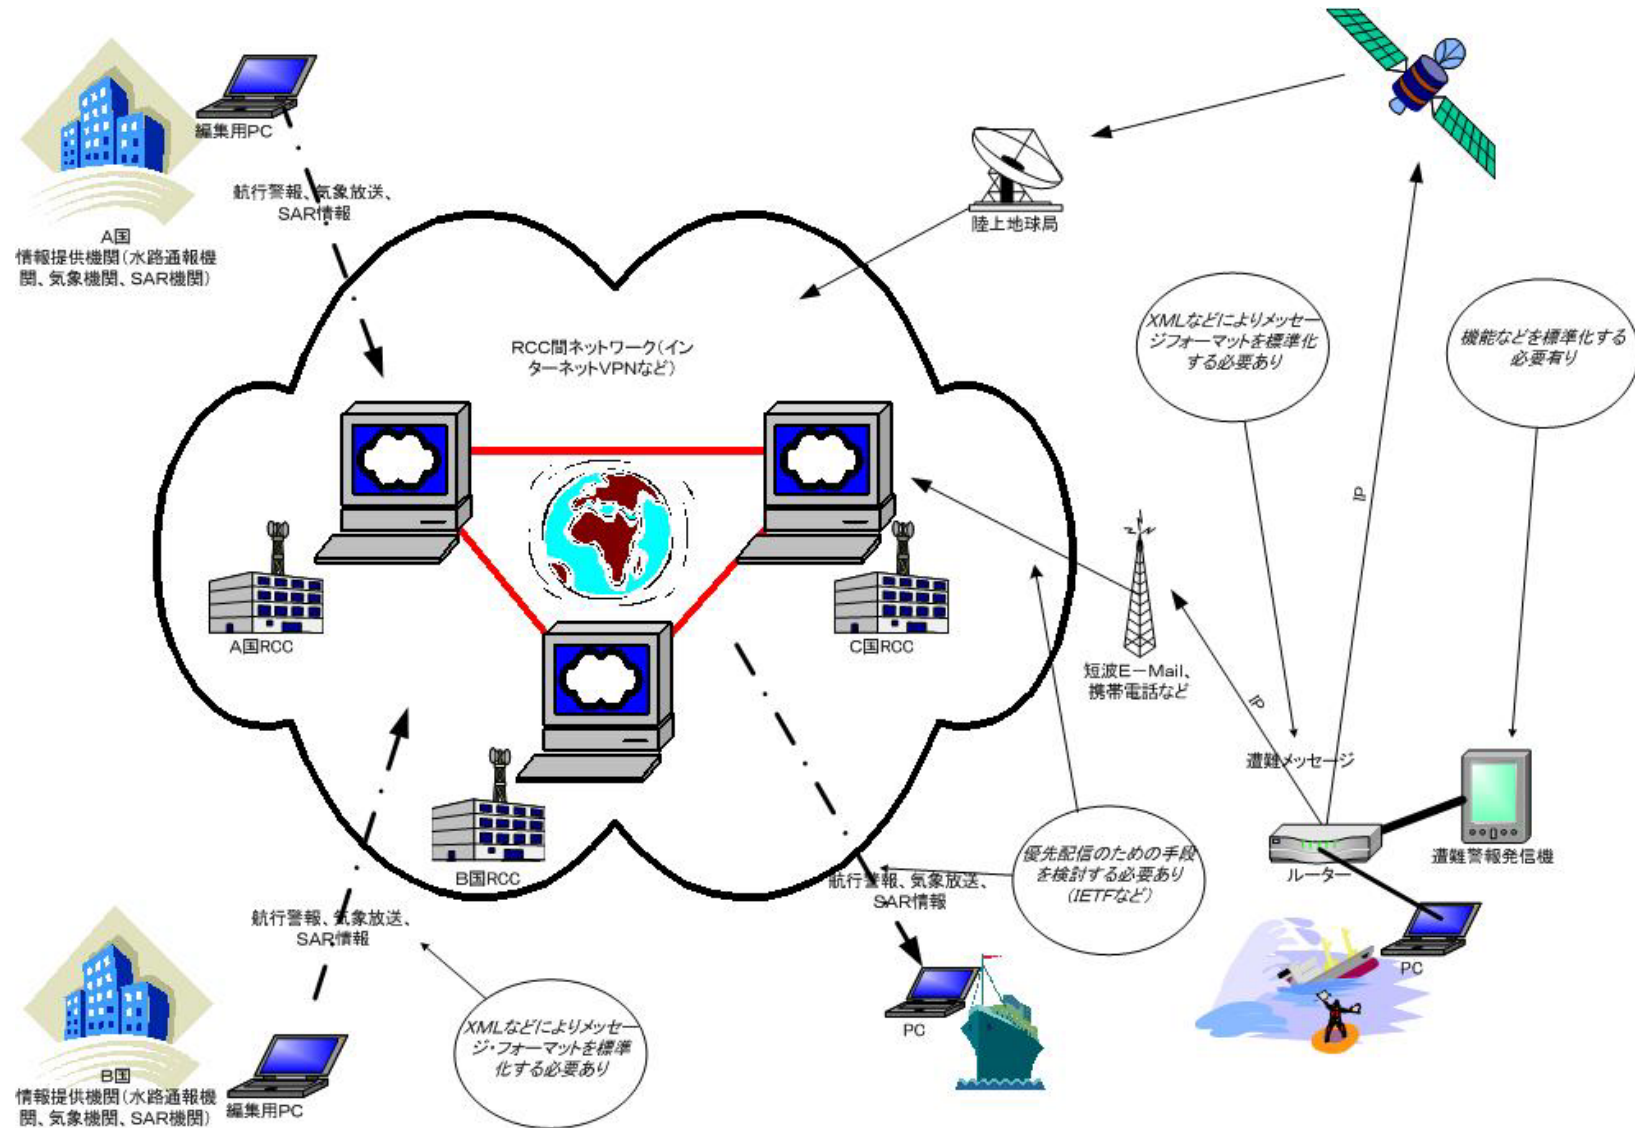 編集用PC
航行警報、気象放送、
SAR情報
A国
情報提供機関(水路通報機
関、気象機関、SAR機関)
陸上地球局
RCC間ネットワーク(イン
ターネットVPNなど)
XMLなどによりメッセー
ジフォーマットを標準化
する必要あり
機能などを標準化する
必要有り
IP
A国RCC
C国RCC
短波E－Mail、
携帯電話など
IP
遭難メッセージ
B国RCC
ルーター
遭難警報発信機
優先配信のための手段
を検討する必要あり
(IETFなど)
航行警報、気象放送、
SAR情報
航行警報、気象放送、
SAR情報
PC
PC
XMLなどによりメッセー
ジ・フォーマットを標準
化する必要あり
B国
情報提供機関(水路通報機
関、気象機関、SAR機関)
編集用PC